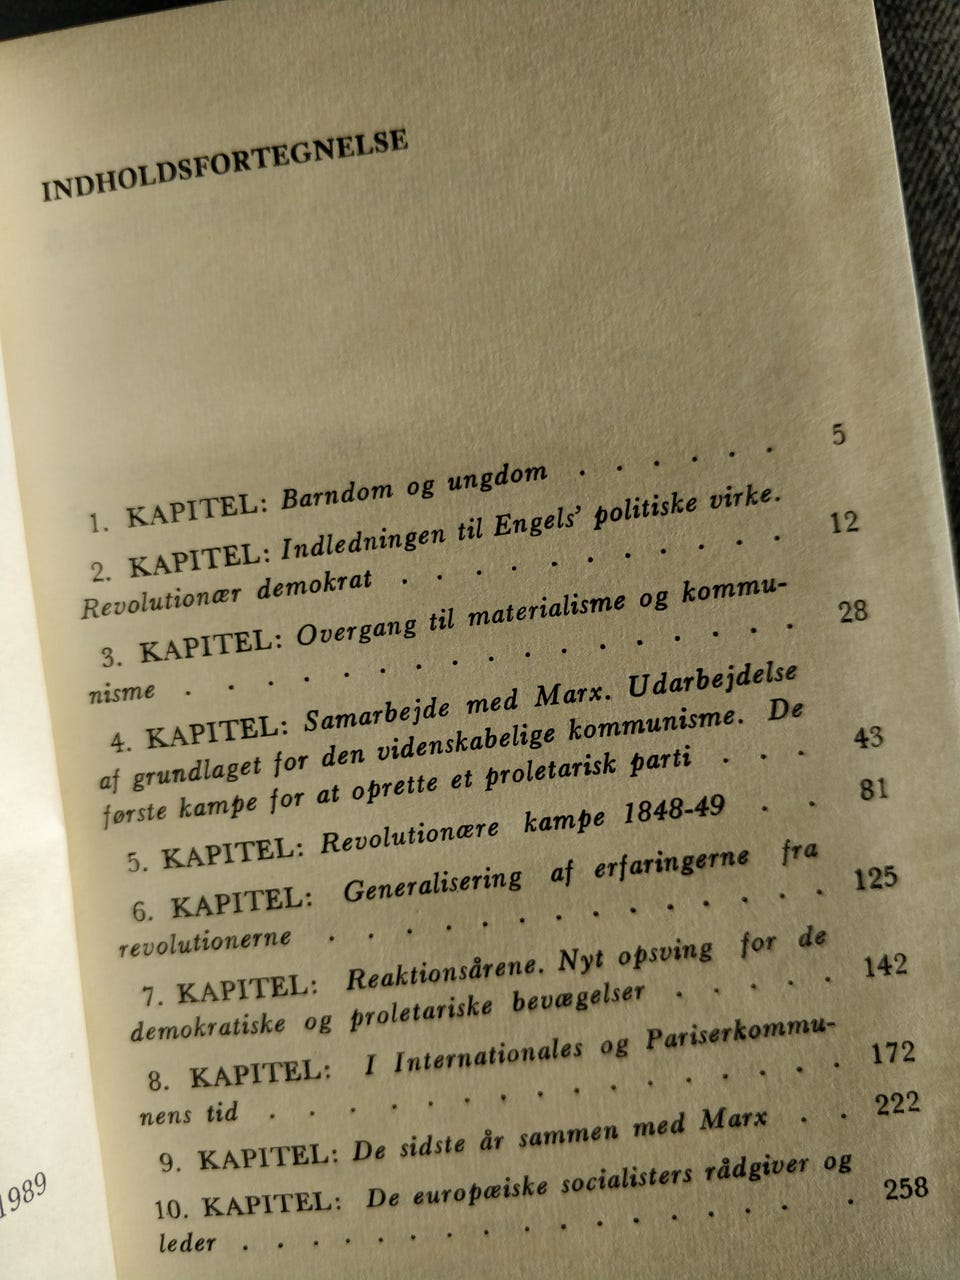 INDHOLDSFORTEGNELSE
1. KAPITEL: Barndom og ungdom . . . . . . 5
2. KAPITEL: Indledningen til Engels’ politiske virke.
Revolutionær demokrat . . . . . . . . . . . 12
3. KAPITEL: Overgang til materialisme og kommu-
nisme . . . . . . . . . . . . . . . . . 28
4. KAPITEL: Samarbejde med Marx. Udarbejdelse
af grundlaget for den videnskabelige kommunisme. De
første kampe for at oprette et proletarisk parti . . . 43
5. KAPITEL: Revolutionære kampe 1848-49 . . 81
6. KAPITEL: Generalisering af erfaringerne fra
revolutionerne . . . . . . . . . . . . . . 125
7. KAPITEL: Reaktionsårene. Nyt opsving for de
demokratiske og proletariske bevægelser . . . . . 142
8. KAPITEL: I Internationales og Pariserkommu-
nens tid . . . . . . . . . . . . . . . 172
9. KAPITEL: De sidste år sammen med Marx . . 222
10. KAPITEL: De europæiske socialisters rådgiver og
leder . . . . . . . . . . . . . . . . 258
1989